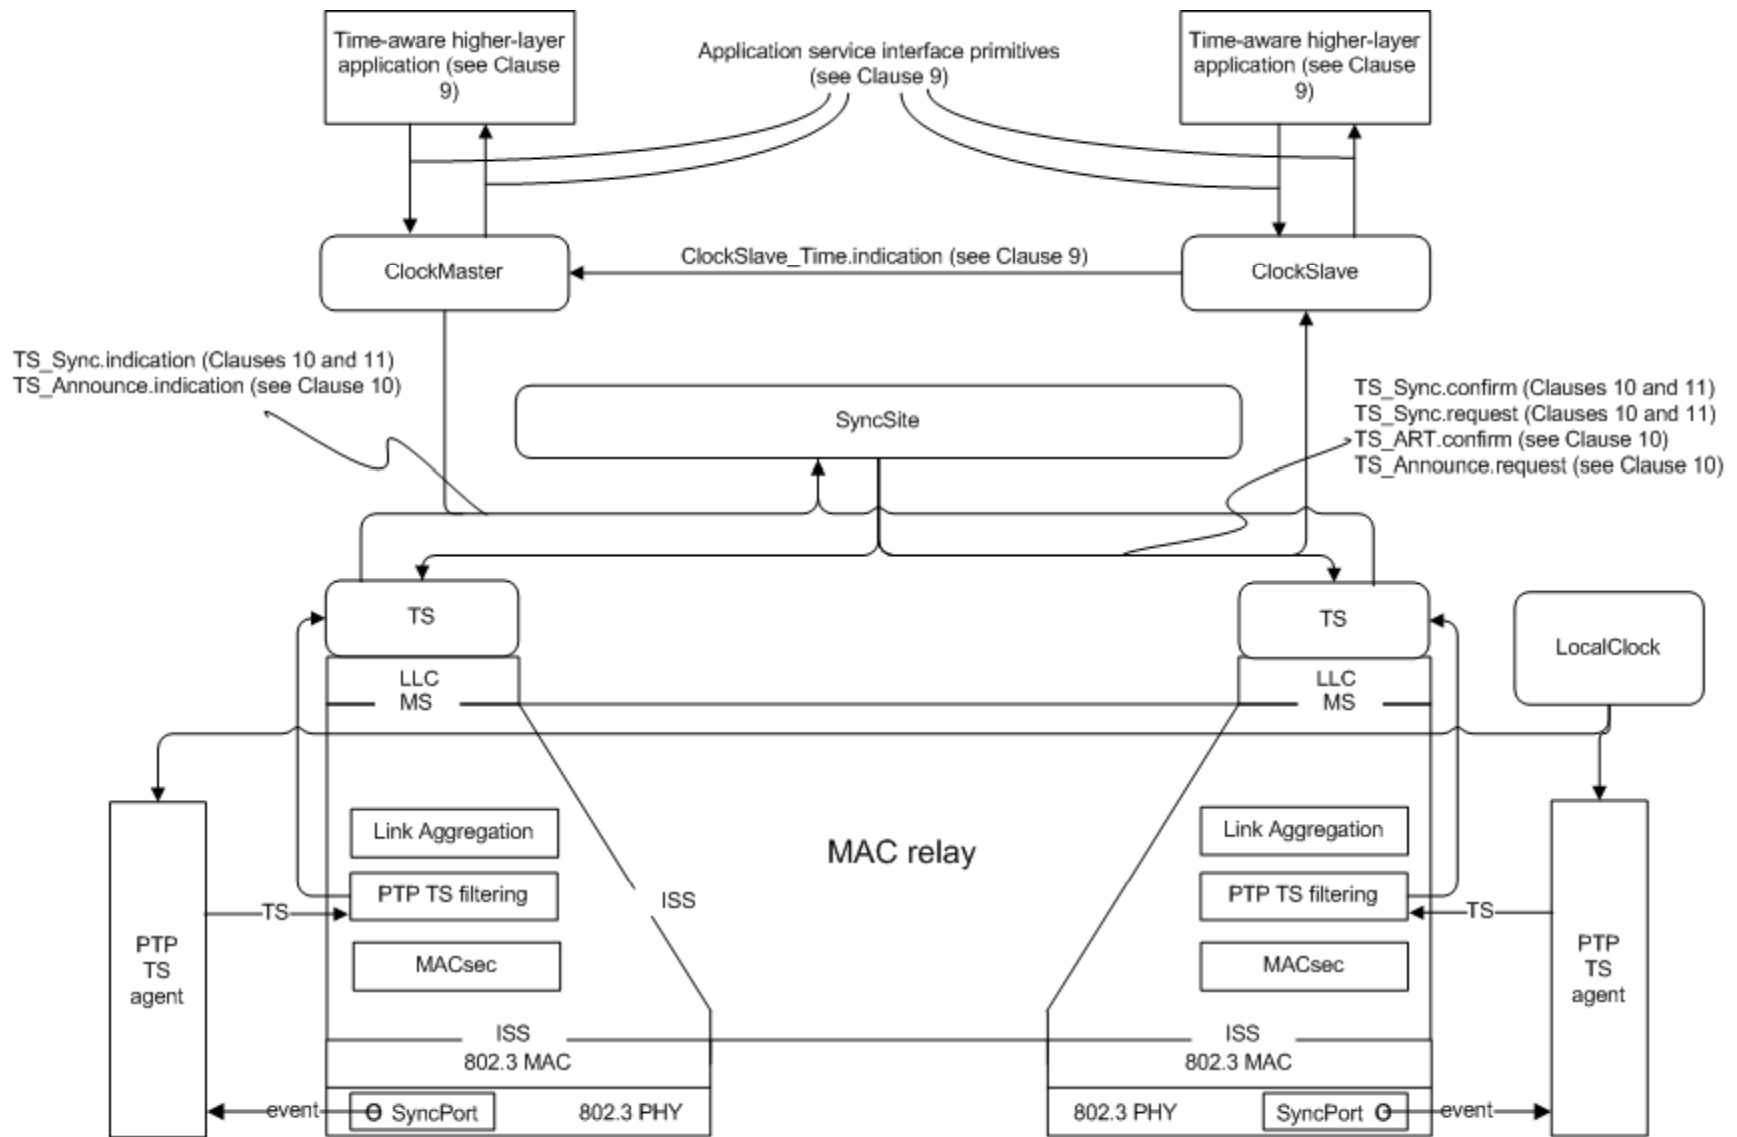 Time-aware higher-layer
application (see Clause
9)
Application service interface primitives
(see Clause 9)
Time-aware higher-layer
application (see Clause
9)
ClockMaster
ClockSlave_Time.indication (see Clause 9)
ClockSlave
TS_Sync.indication (Clauses 10 and 11)
TS_Announce.indication (see Clause 10)
SyncSite
TS_Sync.confirm (Clauses 10 and 11)
TS_Sync.request (Clauses 10 and 11)
TS_ART.confirm (see Clause 10)
TS_Announce.request (see Clause 10)
TS
TS
LocalClock
LLC
MS
LLC
MS
Link Aggregation
Link Aggregation
MAC relay
PTP TS filtering
ISS
PTP TS filtering
TS
TS
PTP
TS
agent
MACsec
MACsec
PTP
TS
agent
ISS
802.3 MAC
ISS
802.3 MAC
event
SyncPort
802.3 PHY
802.3 PHY
SyncPort
event